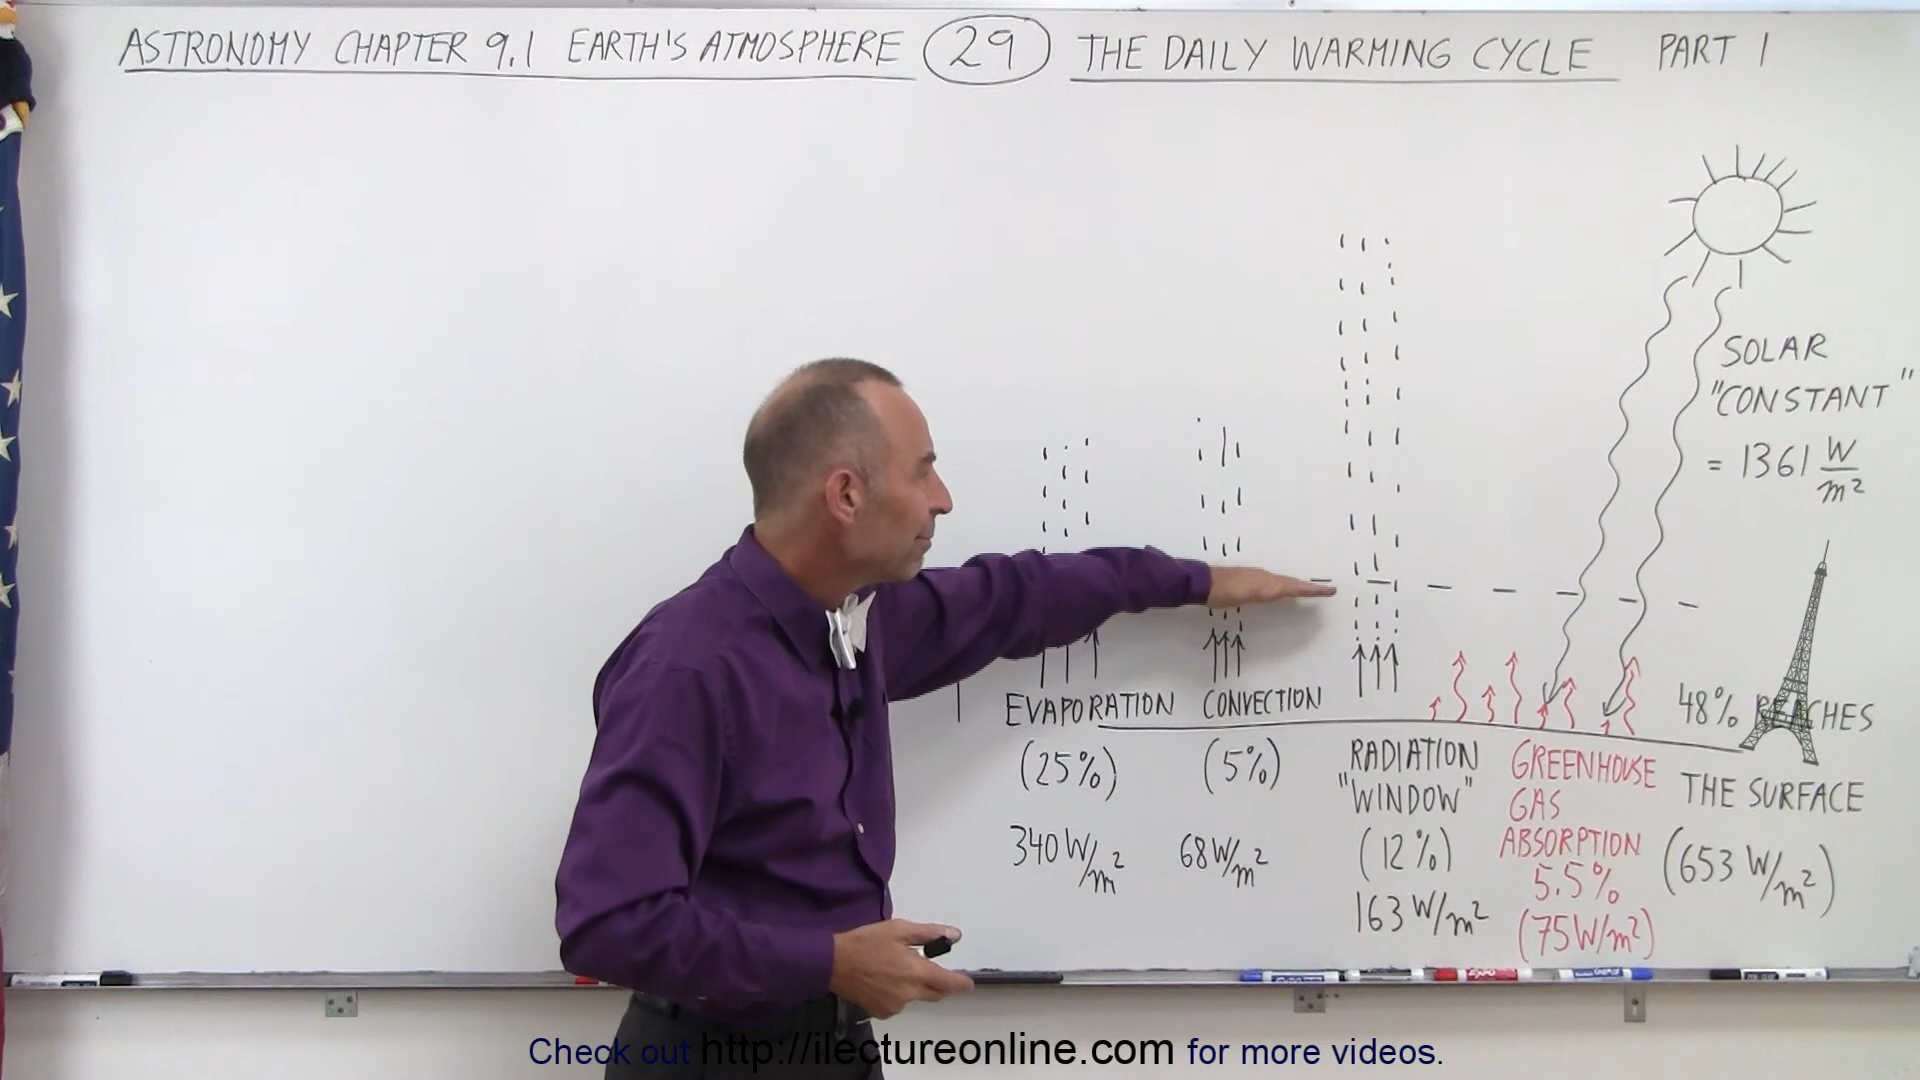 ASTRONOMY CHAPTER 9.1 EARTH'S ATMOSPHERE 29 THE DAILY WARMING CYCLE PART 1
SOLAR
"CONSTANT"
= 1361 W/m²
EVAPORATION
(25%)
340 W/m²
CONVECTION
(5%)
68 W/m²
RADIATION
"WINDOW"
(12%)
163 W/m²
GREENHOUSE
GAS
ABSORPTION
5.5%
(75 W/m²)
48% REACHES
THE SURFACE
(653 W/m²)
EXPO
Check out http://ilectureonline.com for more videos.